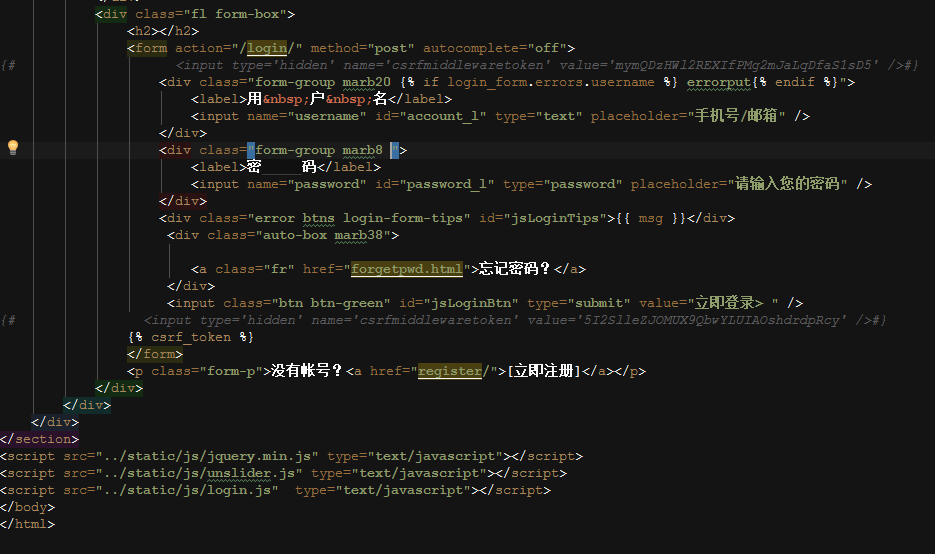 <div class="fl form-box">
<h2></h2>
<form action="/login/" method="post" autocomplete="off">
{# <input type='hidden' name='csrfmiddlewaretoken' value='mymQDzHWl2REXIfPMg2mJaLqDfaS1sD5' />#}
<div class="form-group marb20 {% if login_form.errors.username %} errorput{% endif %}">
<label>用&nbsp;户&nbsp;名</label>
<input name="username" id="account_l" type="text" placeholder="手机号/邮箱" />
</div>
<div class="form-group marb8 ">
<label>密 码</label>
<input name="password" id="password_l" type="password" placeholder="请输入您的密码" />
</div>
<div class="error btns login-form-tips" id="jsLoginTips">{{ msg }}</div>
<div class="auto-box marb38">
<a class="fr" href="forgetpwd.html">忘记密码？</a>
</div>
<input class="btn btn-green" id="jsLoginBtn" type="submit" value="立即登录> " />
{# <input type='hidden' name='csrfmiddlewaretoken' value='5I2SlleZJOMUX9QbwYLUIAOshdrdpRcy' />#}
{% csrf_token %}
</form>
<p class="form-p">没有帐号？<a href="register/">[立即注册]</a></p>
</div>
</div>
</div>
</section>
<script src="../static/js/jquery.min.js" type="text/javascript"></script>
<script src="../static/js/unslider.js" type="text/javascript"></script>
<script src="../static/js/login.js"  type="text/javascript"></script>
</body>
</html>